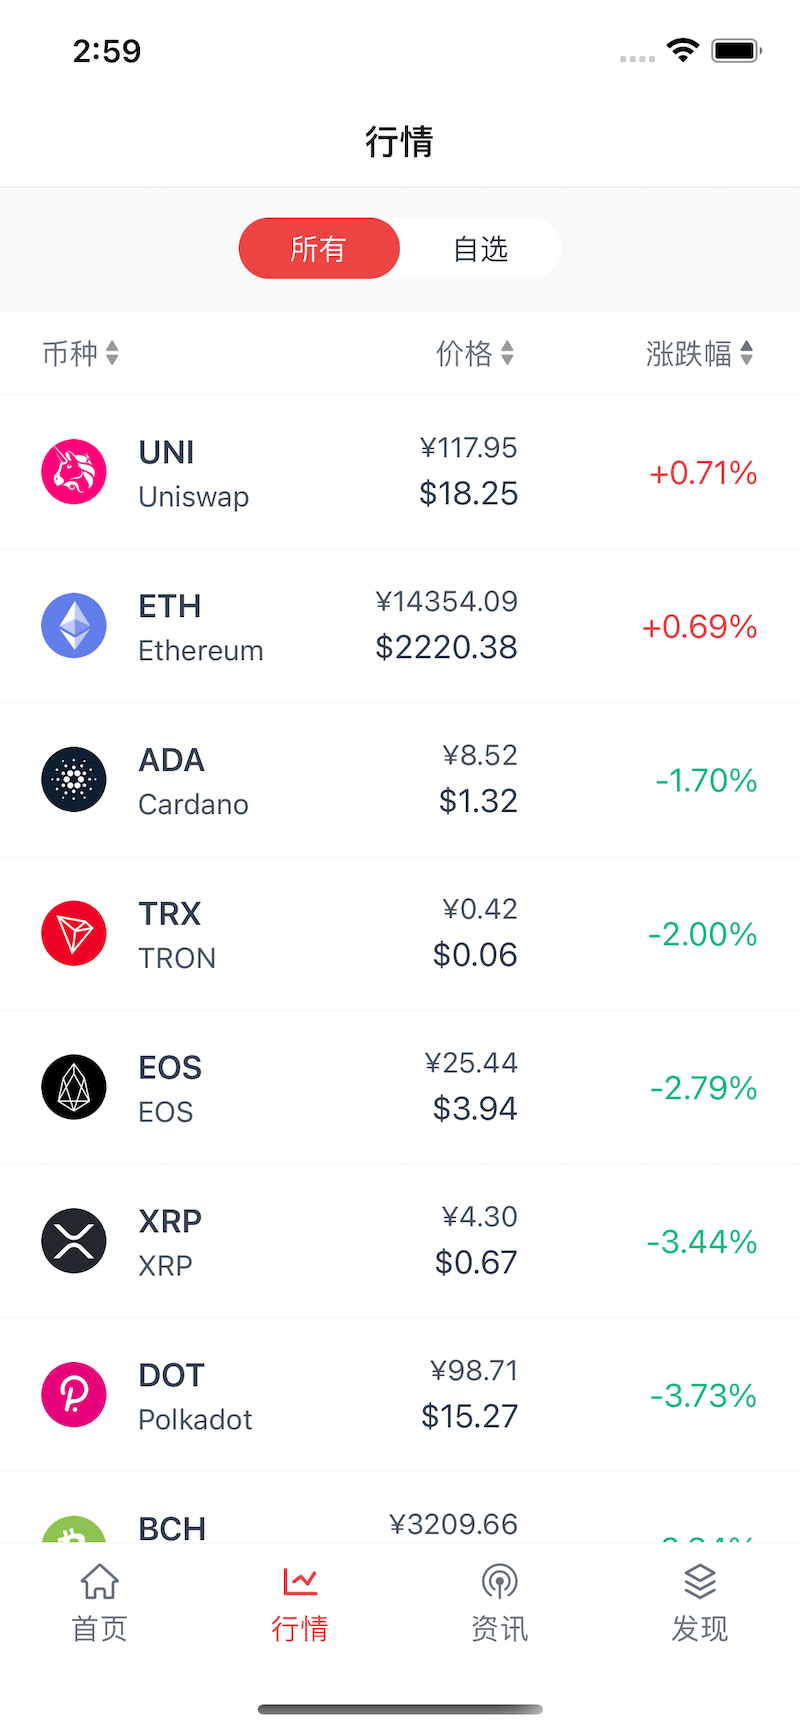 2:59
行情
所有 自选
币种 价格 涨跌幅
UNI ¥117.95
Uniswap $18.25 +0.71%
ETH ¥14354.09
Ethereum $2220.38 +0.69%
ADA ¥8.52
Cardano $1.32 -1.70%
TRX ¥0.42
TRON $0.06 -2.00%
EOS ¥25.44
EOS $3.94 -2.79%
XRP ¥4.30
XRP $0.67 -3.44%
DOT ¥98.71
Polkadot $15.27 -3.73%
BCH ¥3209.66
首页 行情 资讯 发现